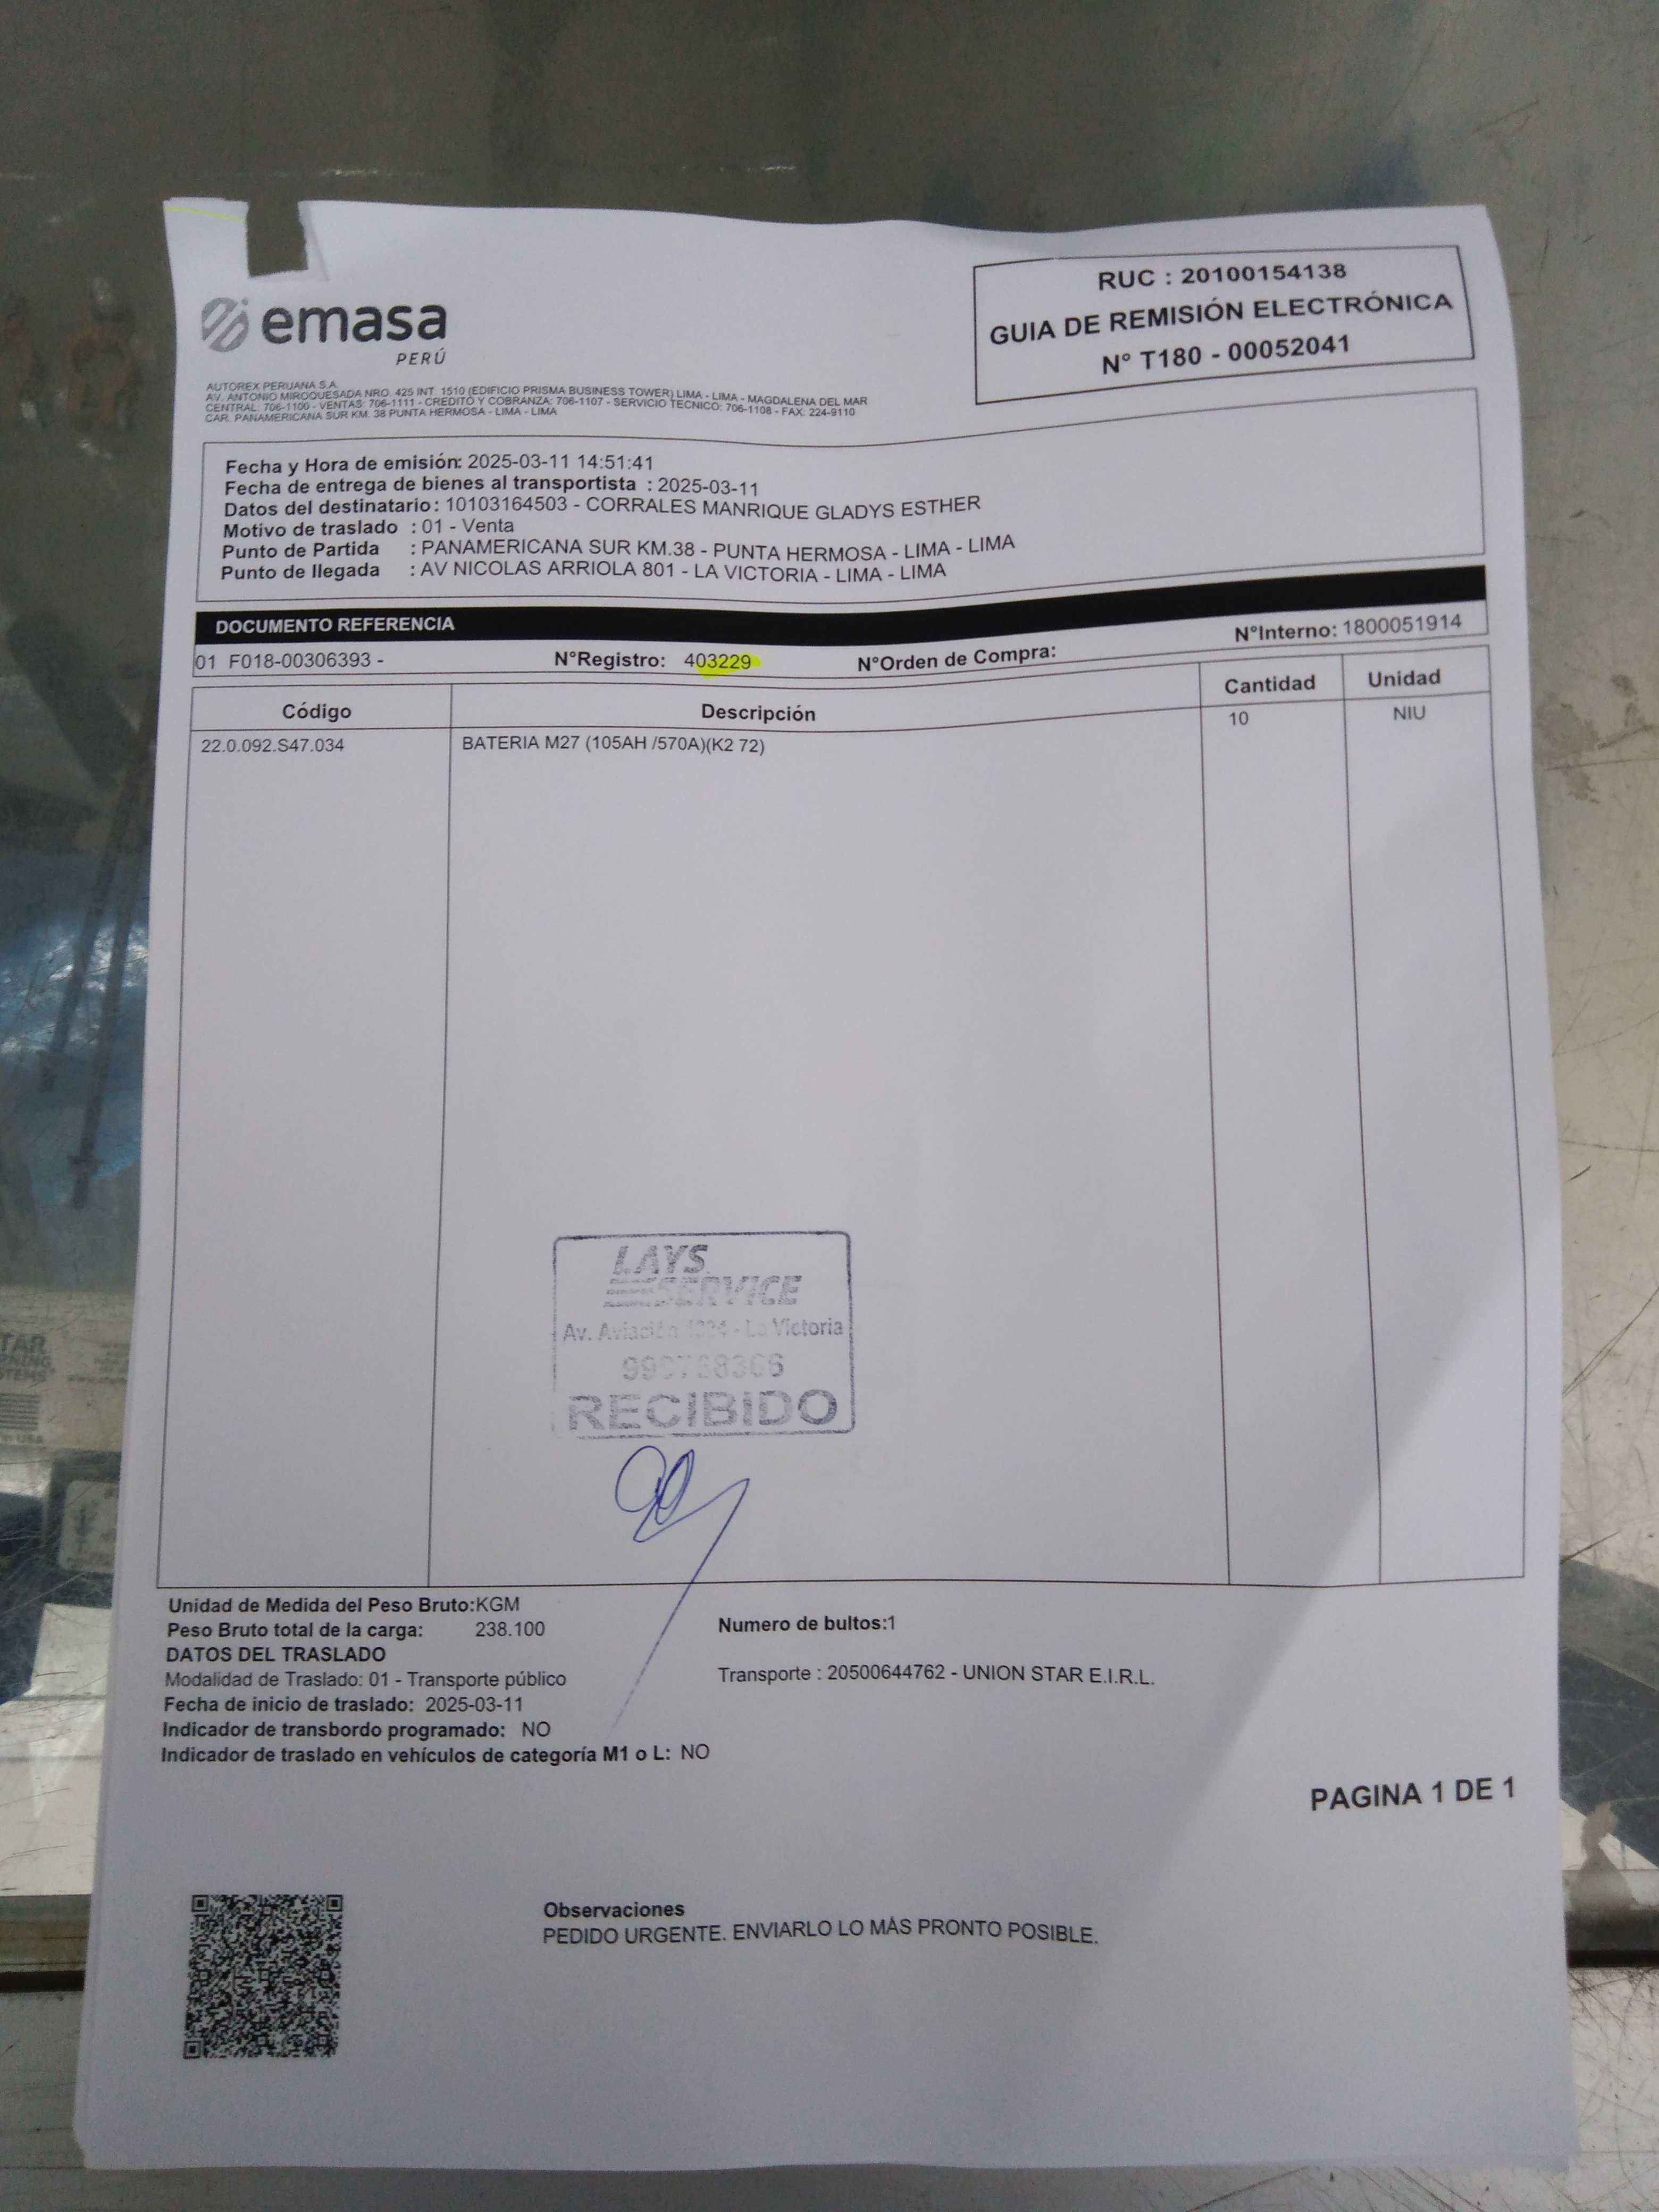 emasa
PERÚ
RUC : 20100154138
GUIA DE REMISIÓN ELECTRÓNICA
N° T180 - 00052041
AUTOREX PERUANA S.A.
AV. ANTONIO MIROQUESADA NRO. 425 INT. 1510 (EDIFICIO PRISMA BUSINESS TOWER) LIMA - LIMA - MAGDALENA DEL MAR
CENTRAL: 706-1100 - VENTAS: 706-1111 - CREDITO Y COBRANZA: 706-1107 - SERVICIO TECNICO: 706-1108 - FAX: 224-9110
CAR. PANAMERICANA SUR KM. 38 PUNTA HERMOSA - LIMA - LIMA
Fecha y Hora de emisión: 2025-03-11 14:51:41
Fecha de entrega de bienes al transportista : 2025-03-11
Datos del destinatario : 10103164503 - CORRALES MANRIQUE GLADYS ESTHER
Motivo de traslado : 01 - Venta
Punto de Partida : PANAMERICANA SUR KM.38 - PUNTA HERMOSA - LIMA - LIMA
Punto de llegada : AV NICOLAS ARRIOLA 801 - LA VICTORIA - LIMA - LIMA
DOCUMENTO REFERENCIA
01 F018-00306393 - N°Registro: 403229 N°Orden de Compra: N°Interno: 1800051914
Código Descripción Cantidad Unidad
22.0.092.S47.034 BATERIA M27 (105AH /570A)(K2 72) 10 NIU
LAYS
SERVICE
Av. Aviación - La Victoria
RECIBIDO
Unidad de Medida del Peso Bruto:KGM
Peso Bruto total de la carga: 238.100 Numero de bultos:1
DATOS DEL TRASLADO
Modalidad de Traslado: 01 - Transporte público Transporte : 20500644762 - UNION STAR E.I.R.L.
Fecha de inicio de traslado: 2025-03-11
Indicador de transbordo programado: NO
Indicador de traslado en vehículos de categoría M1 o L: NO
PAGINA 1 DE 1
Observaciones
PEDIDO URGENTE. ENVIARLO LO MÁS PRONTO POSIBLE.